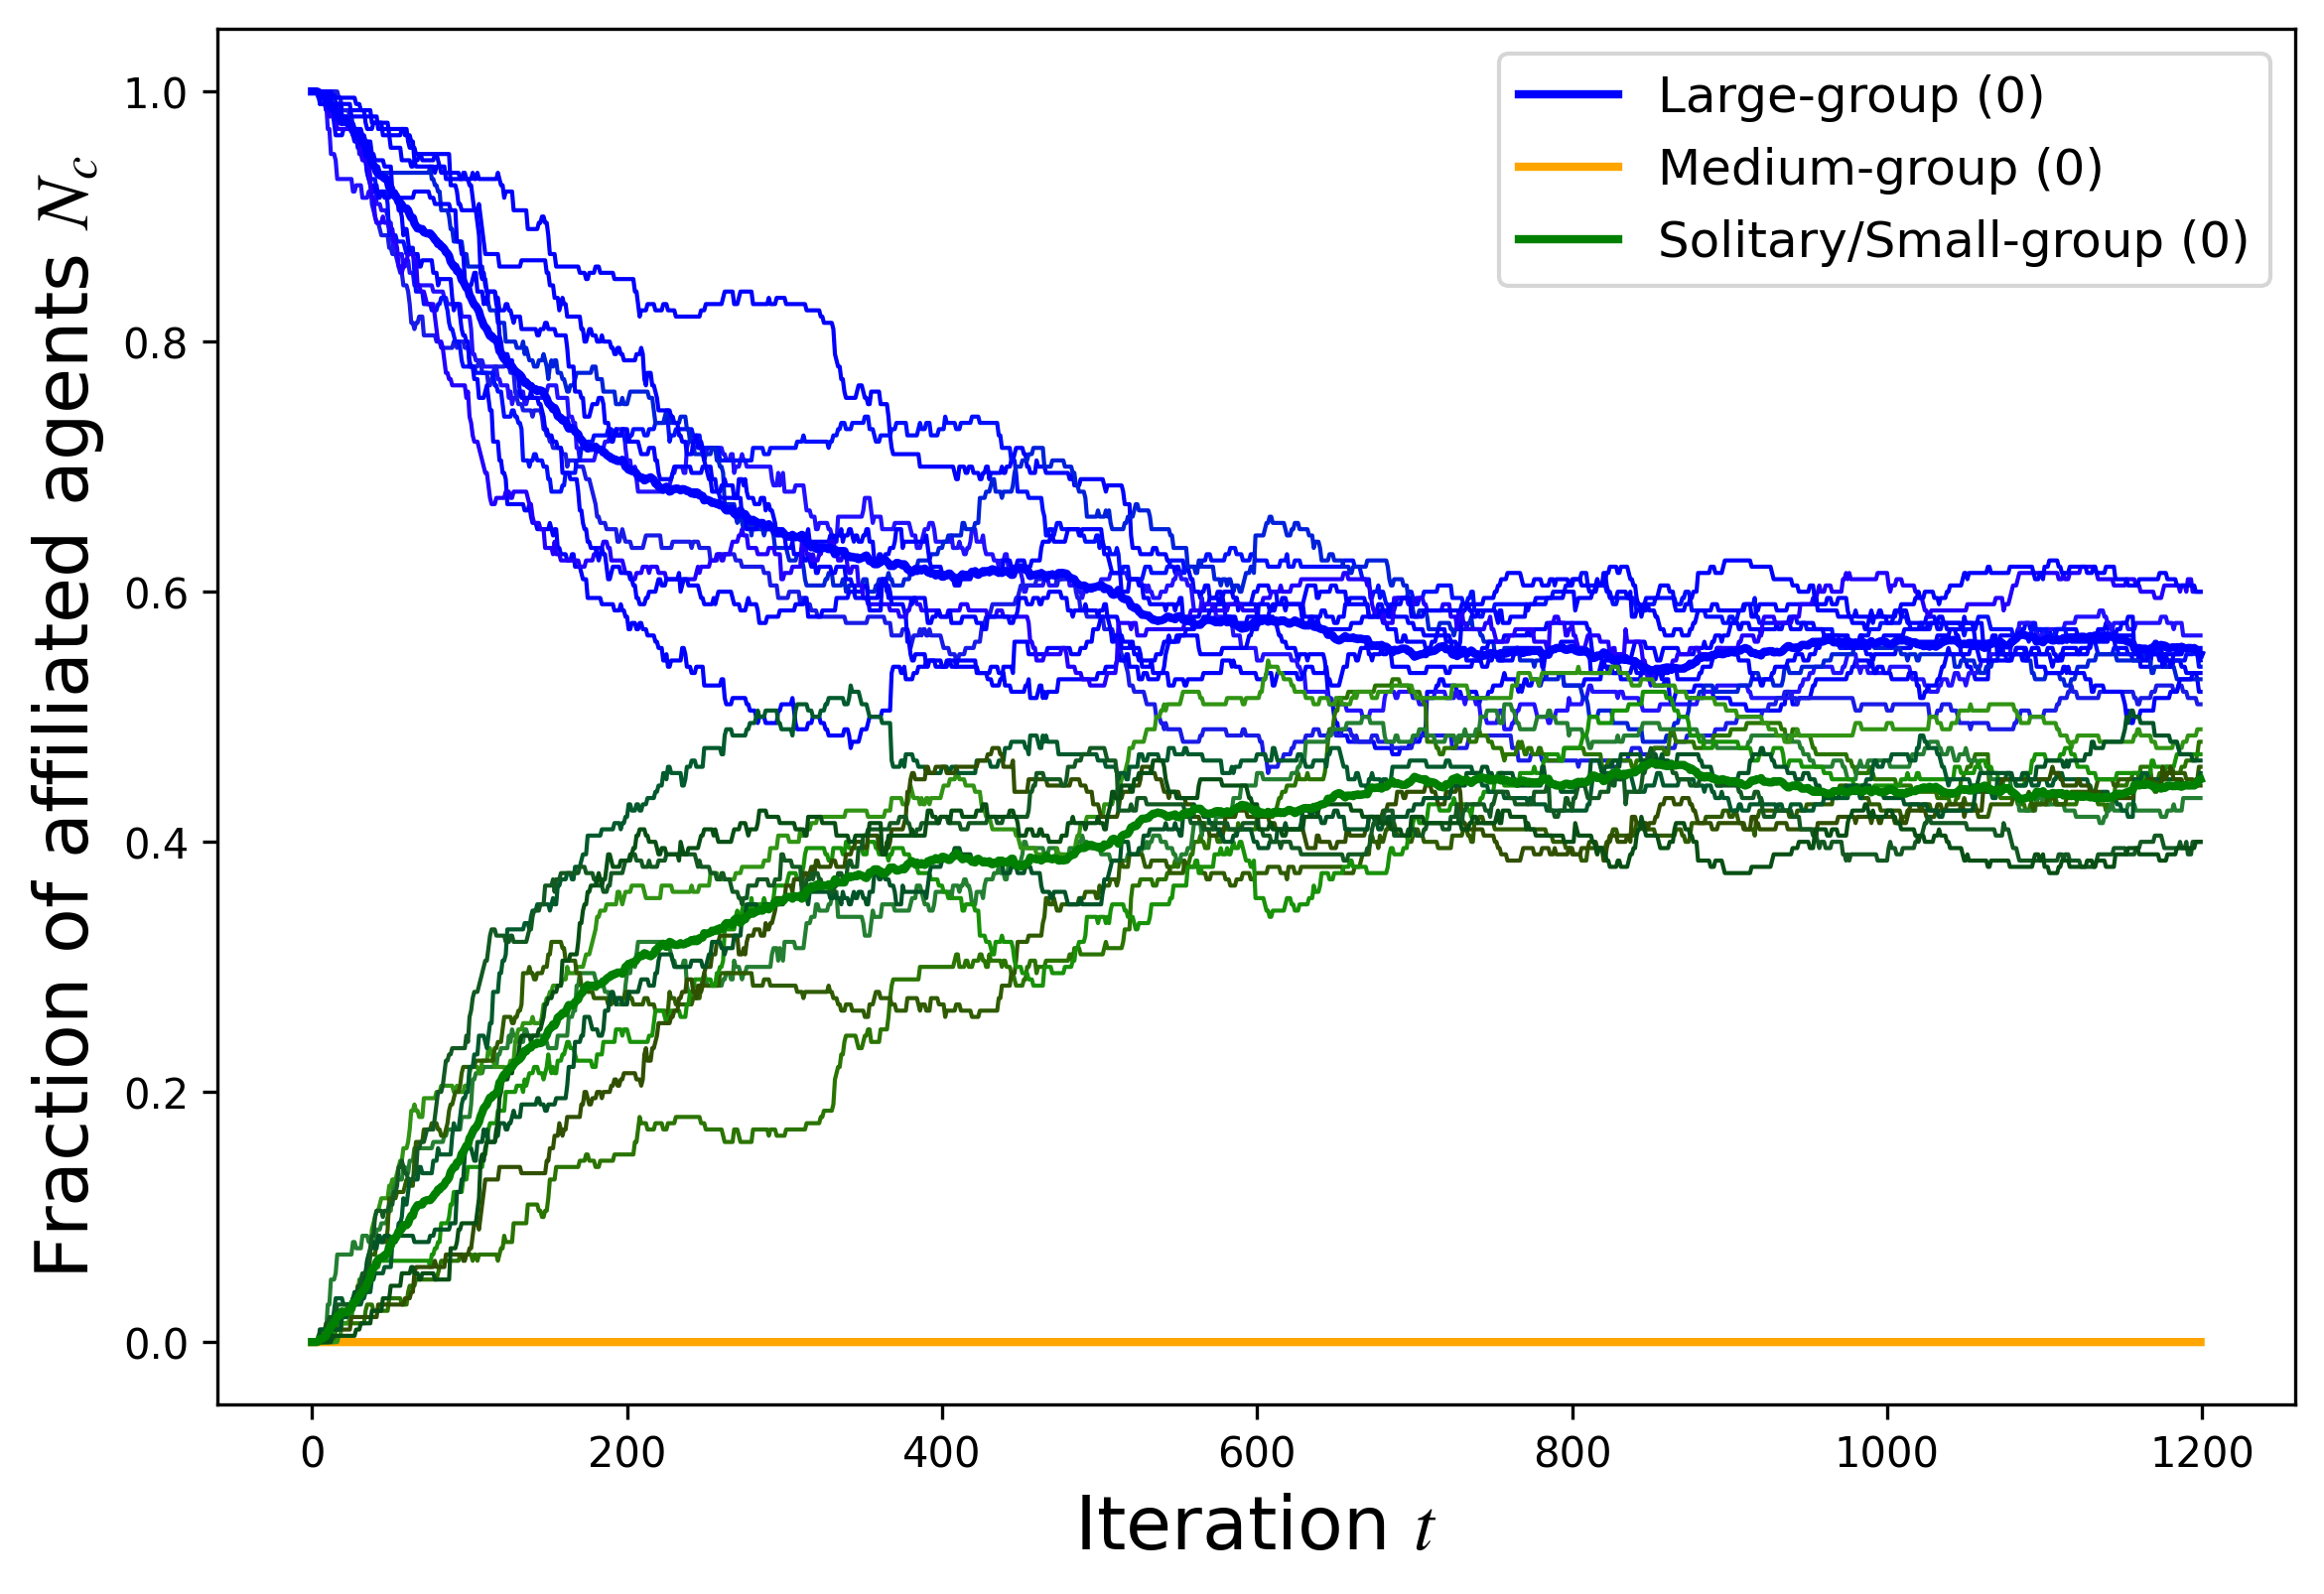 Large-group (0)
Medium-group (0)
Solitary/Small-group (0)
Fraction of affiliated agents N_c
1.0
0.8
0.6
0.4
0.2
0.0
0 200 400 600 800 1000 1200
Iteration t